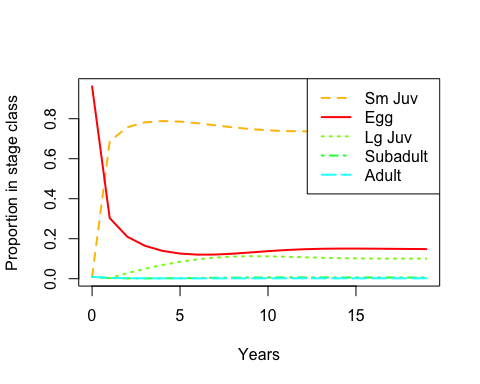 Sm Juv
Egg
Lg Juv
Subadult
Adult
Proportion in stage class
0.8
0.6
0.4
0.2
0.0
0 5 10 15
Years